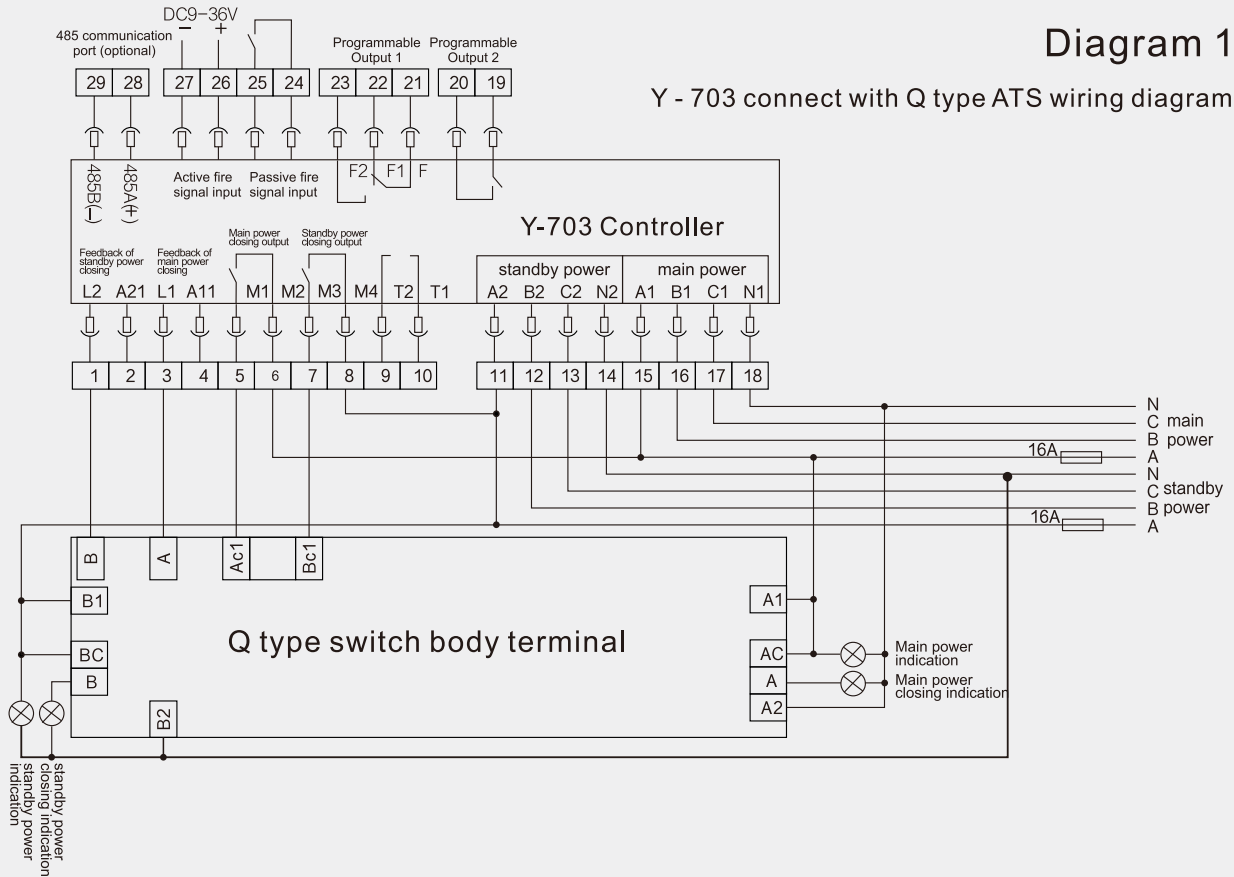 Diagram 1
Y - 703 connect with Q type ATS wiring diagram
DC9-36V
- +
485 communication
port (optional)
Programmable
Output 1
Programmable
Output 2
29 28 27 26 25 24 23 22 21 20 19
485B(-)
485A(+)
Active fire
signal input
Passive fire
signal input
F2 F1 F
Y-703 Controller
Main power
closing output
Standby power
closing output
Feedback of
standby power
closing
Feedback of
main power
closing
standby power
main power
L2 A21 L1 A11 M1 M2 M3 M4 T2 T1 A2 B2 C2 N2 A1 B1 C1 N1
1 2 3 4 5 6 7 8 9 10 11 12 13 14 15 16 17 18
N
C main
B power
16A A
N
C standby
B power
16A A
B A Ac1 Bc1
B1
BC
B
B2
Q type switch body terminal
A1
AC
A
A2
Main power
indication
Main power
closing indication
standby power
closing indication
standby power
indication